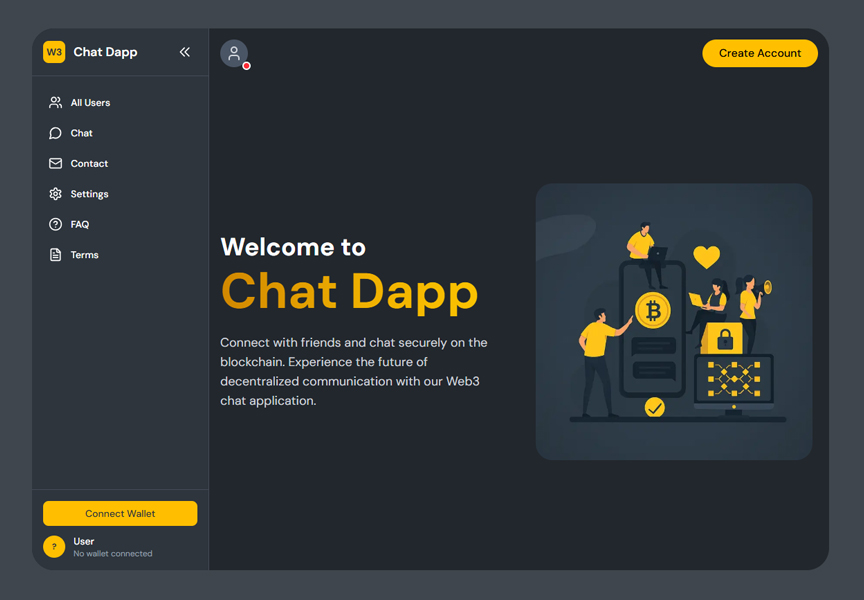 W3 Chat Dapp
All Users
Chat
Contact
Settings
FAQ
Terms
Connect Wallet
?
User
No wallet connected
Create Account
Welcome to
Chat Dapp
Connect with friends and chat securely on the
blockchain. Experience the future of
decentralized communication with our Web3
chat application.